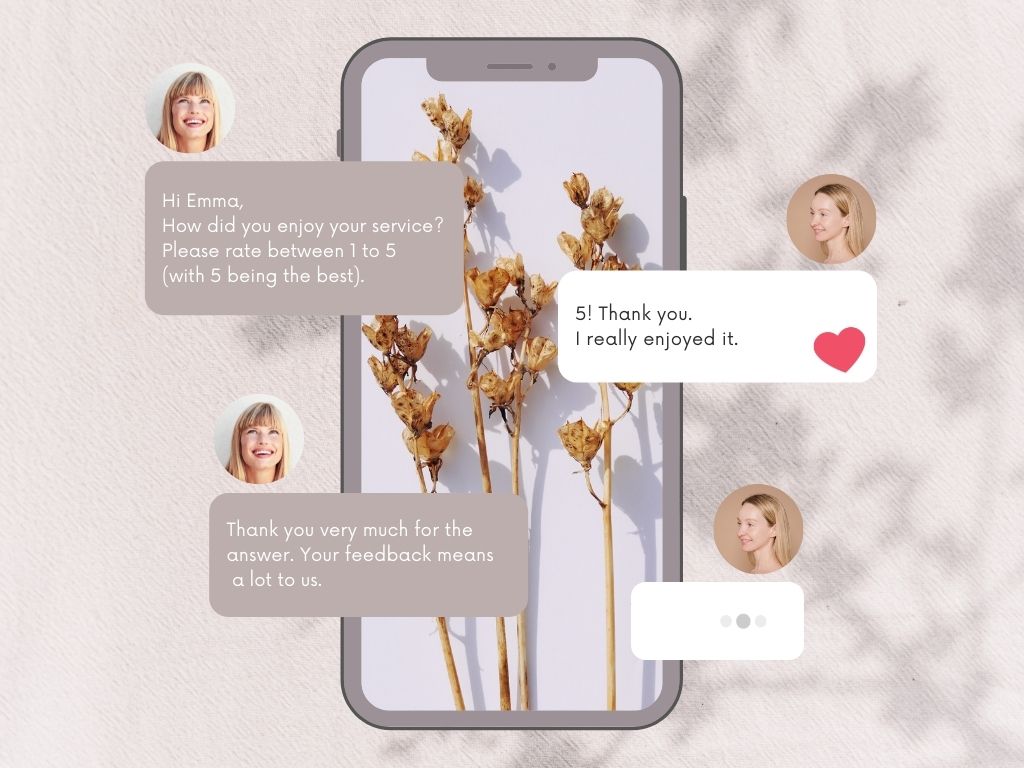 Hi Emma,
How did you enjoy your service?
Please rate between 1 to 5
(with 5 being the best).
5! Thank you.
I really enjoyed it.
Thank you very much for the
answer. Your feedback means
a lot to us.